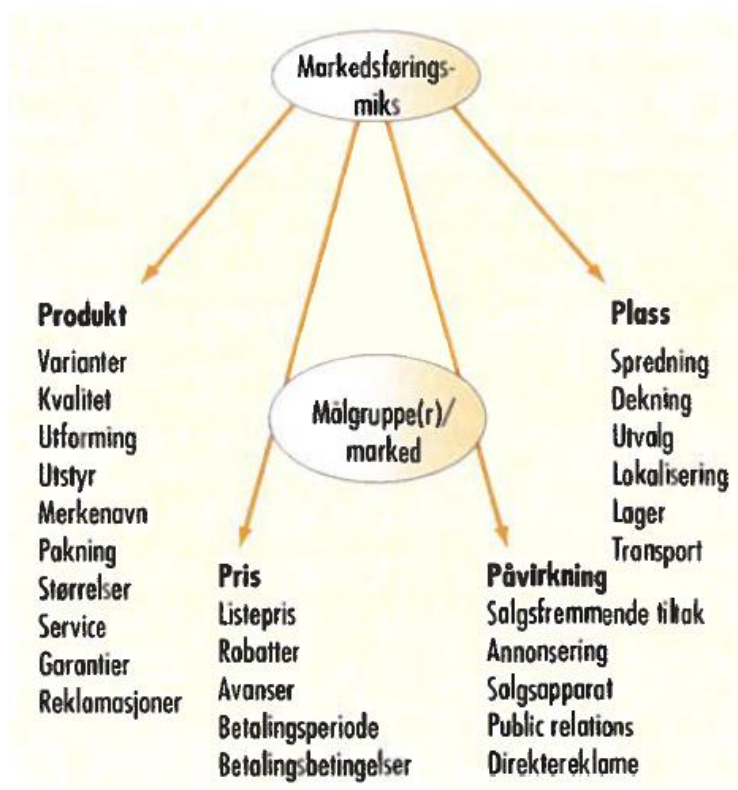 Markedsførings-
miks
Produkt
Varianter
Kvalitet
Utforming
Utstyr
Merkenavn
Pakning
Størrelser
Service
Garantier
Reklamasjoner
Målgruppe(r)/
marked
Pris
Listepris
Rabatter
Avanser
Betalingsperiode
Betalingsbetingelser
Påvirkning
Salgsfremmende tiltak
Annonsering
Salgsapparat
Public relations
Direktereklame
Plass
Spredning
Dekning
Utvalg
Lokalisering
Lager
Transport